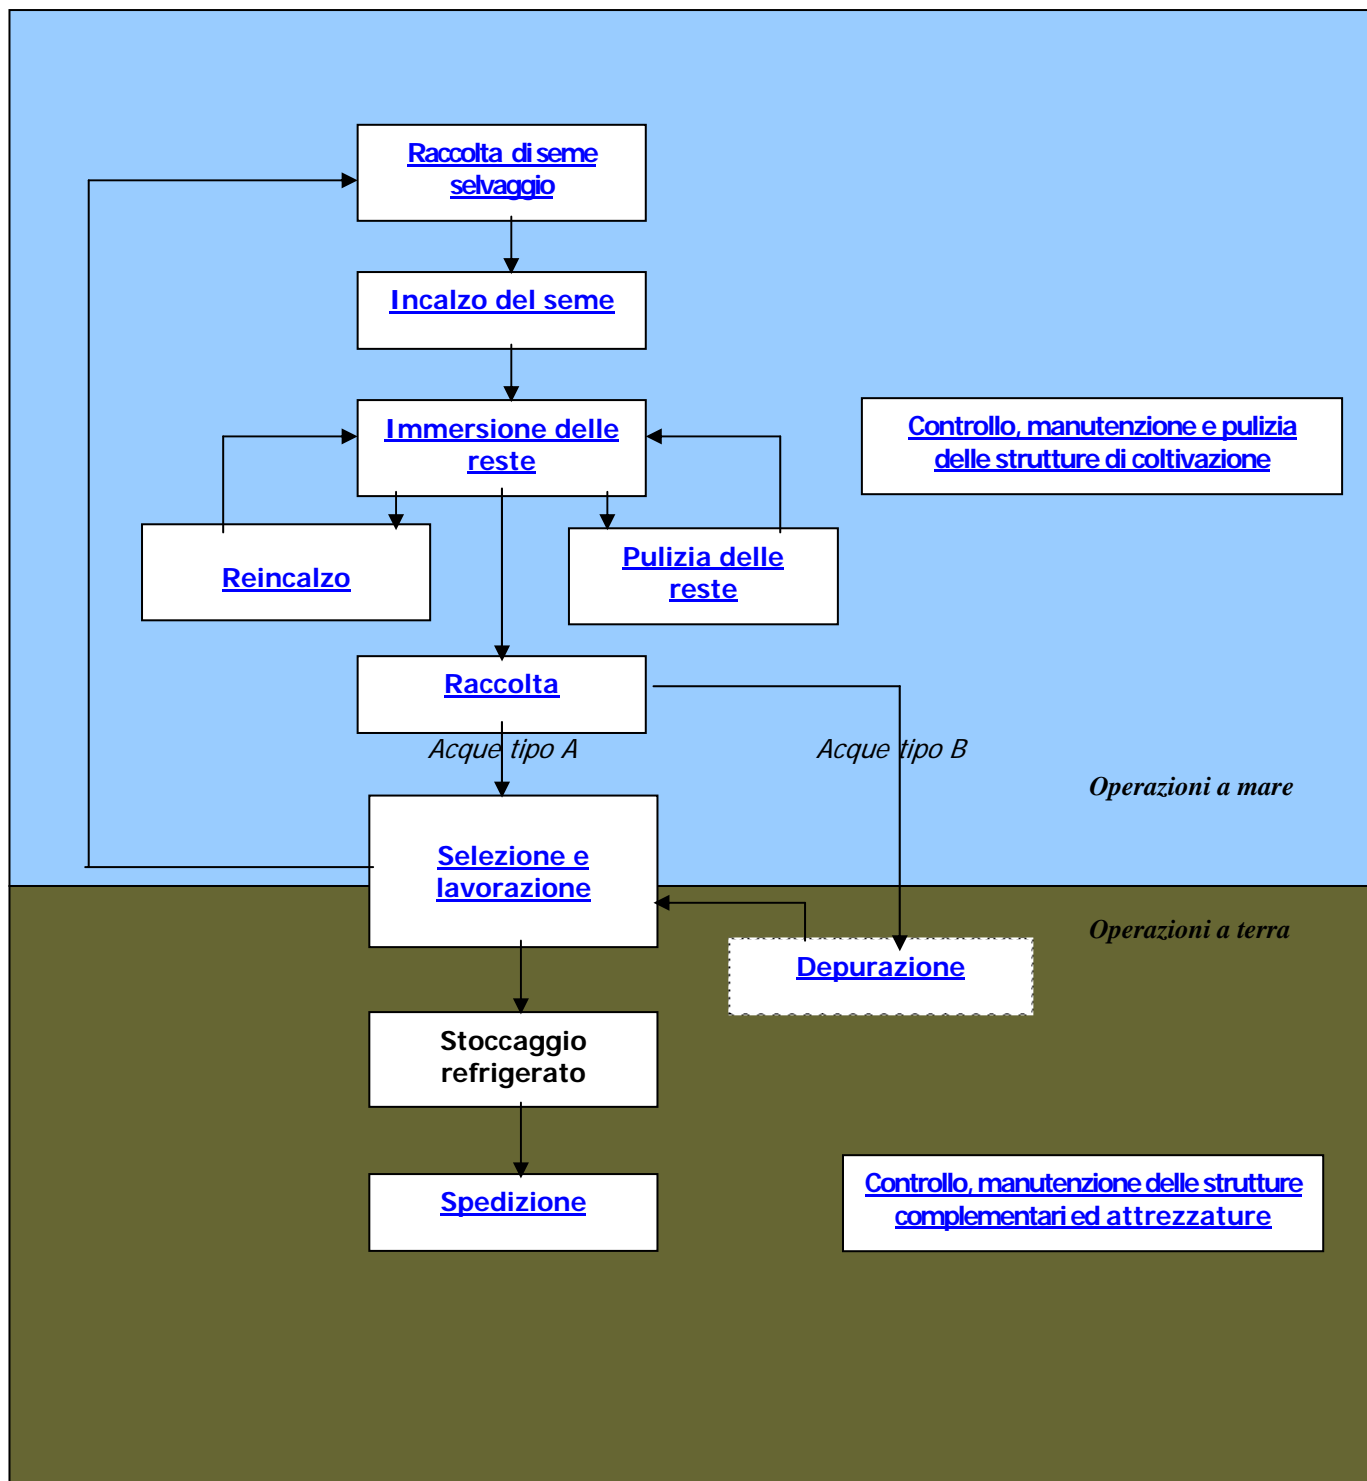 Raccolta di seme
selvaggio
Incalzo del seme
Immersione delle
reste
Controllo, manutenzione e pulizia
delle strutture di coltivazione
Reincalzo
Pulizia delle
reste
Raccolta
Acque tipo A
Acque tipo B
Operazioni a mare
Selezione e
lavorazione
Operazioni a terra
Depurazione
Stoccaggio
refrigerato
Spedizione
Controllo, manutenzione delle strutture
complementari ed attrezzature